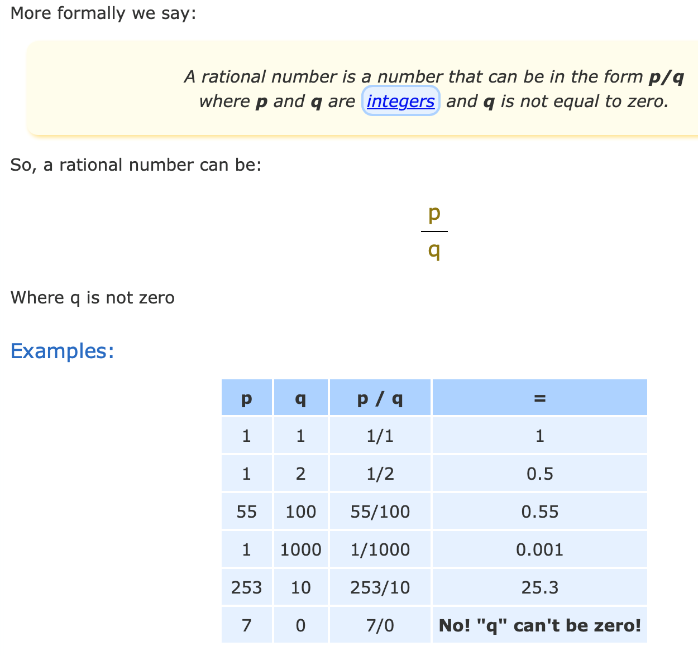 More formally we say:
A rational number is a number that can be in the form p/q
where p and q are integers and q is not equal to zero.
So, a rational number can be:
p
q
Where q is not zero
Examples:
p q p / q =
1 1 1/1 1
1 2 1/2 0.5
55 100 55/100 0.55
1 1000 1/1000 0.001
253 10 253/10 25.3
7 0 7/0 No! "q" can't be zero!